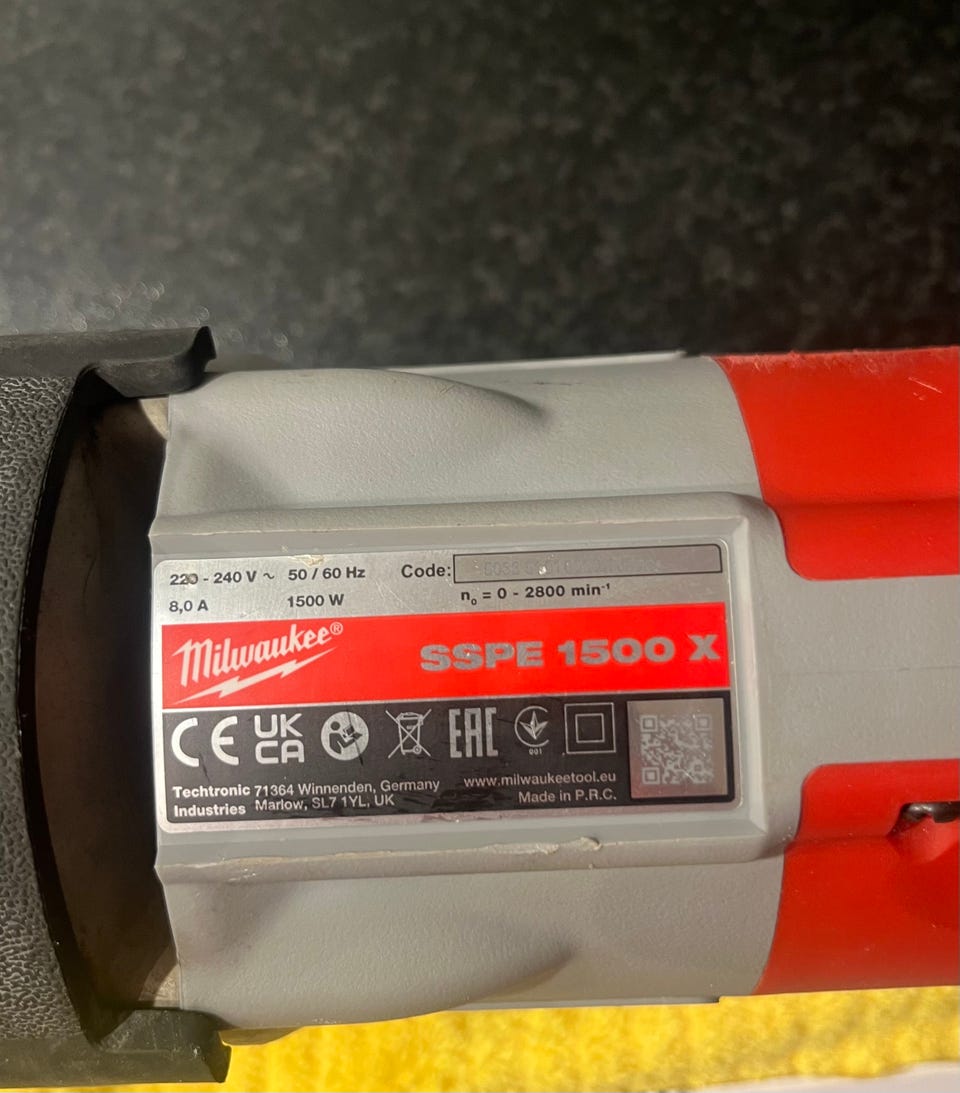 220 - 240 V ~ 50 / 60 Hz Code:
8,0 A 1500 W n₀ = 0 - 2800 min⁻¹
Milwaukee® SSPE 1500 X
CE UK CA EAC 001
Techtronic 71364 Winnenden, Germany www.milwaukeetool.eu
Industries Marlow, SL7 1YL, UK Made in P.R.C.